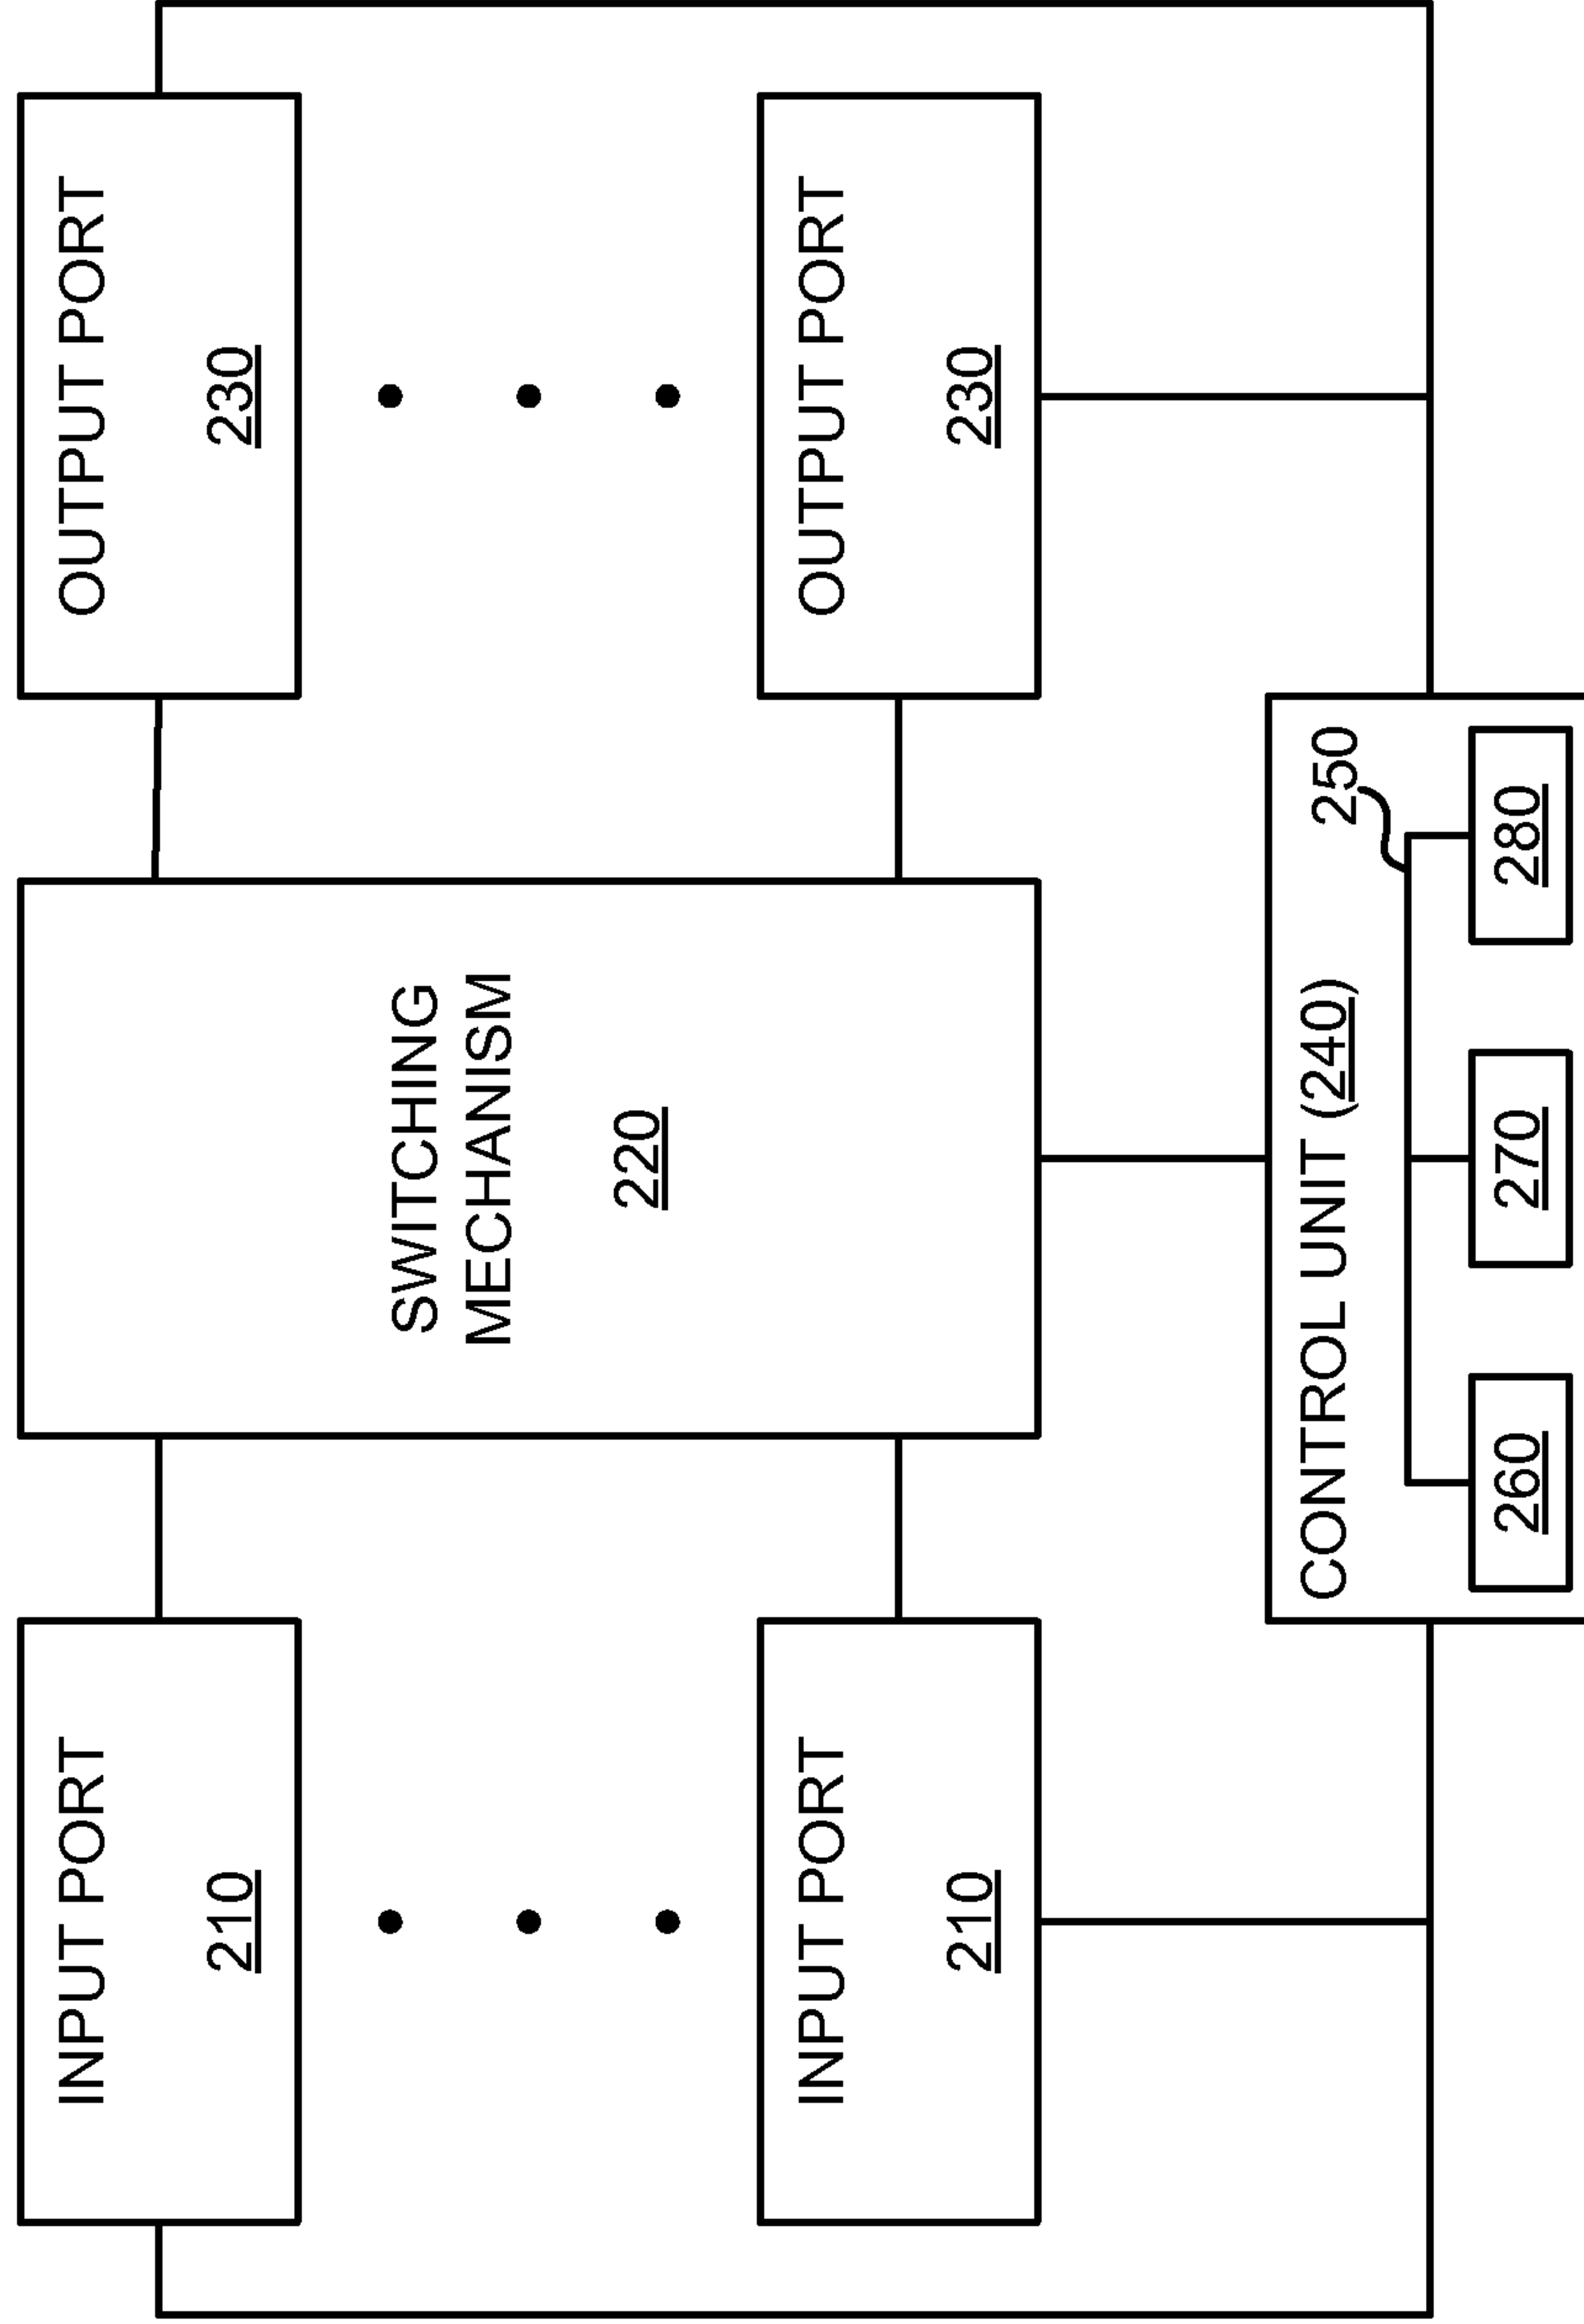 INPUT PORT
210
INPUT PORT
210
SWITCHING
MECHANISM
220
OUTPUT PORT
230
OUTPUT PORT
230
CONTROL UNIT (240)
250
260
270
280